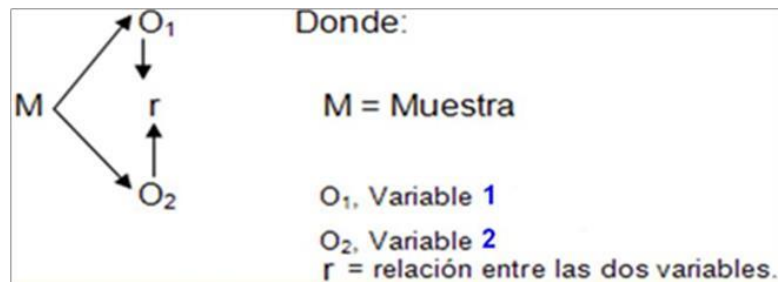 O₁ Donde:
M r M = Muestra
O₂ O₁, Variable 1
O₂, Variable 2
r = relación entre las dos variables.